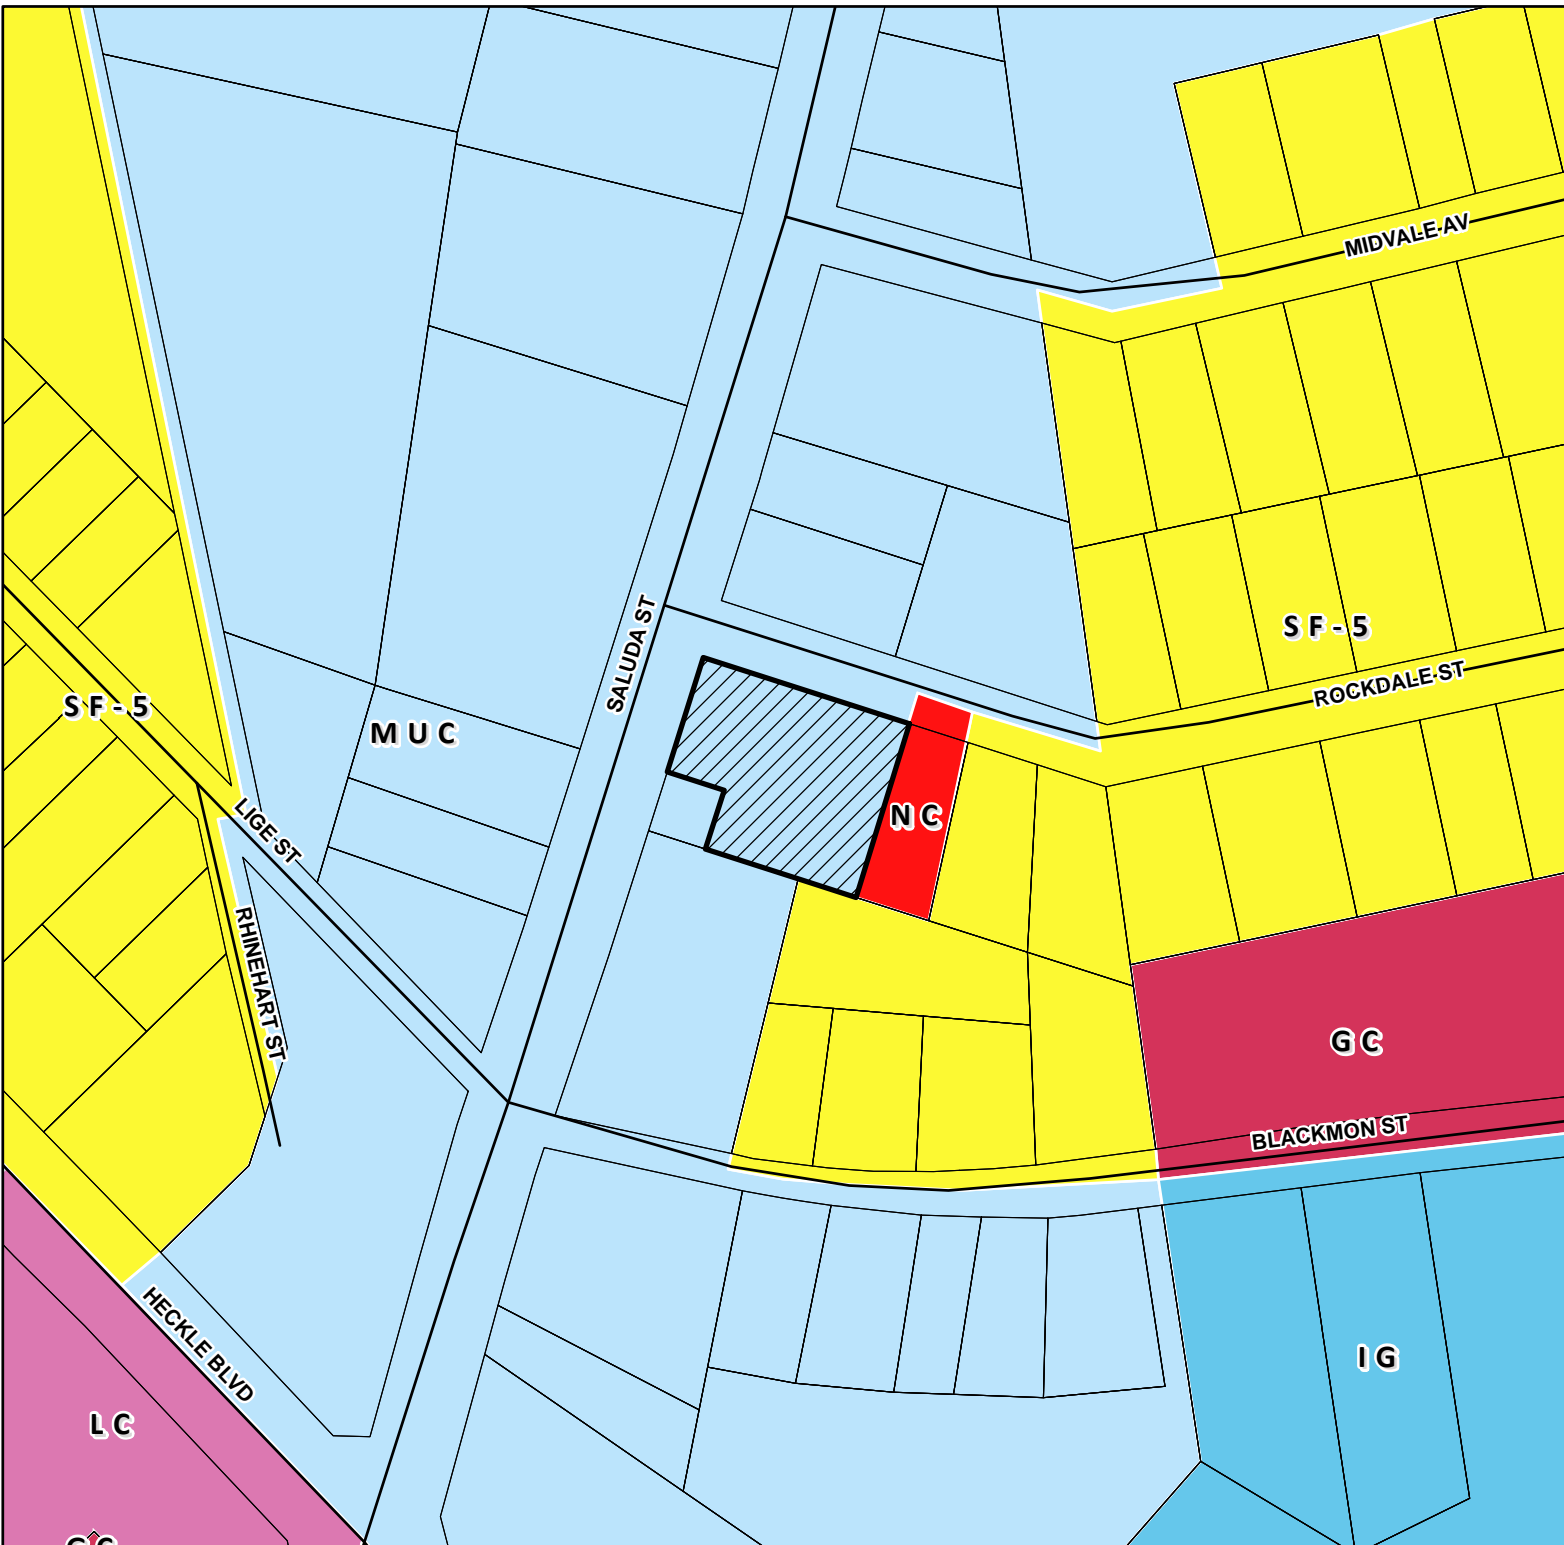 MIDVALE AV
SALUDA ST
SF-5
ROCKDALE ST
SF-5
MUC
NC
LIGE ST
RHINEHART ST
GC
BLACKMON ST
HECKLE BLVD
IG
LC